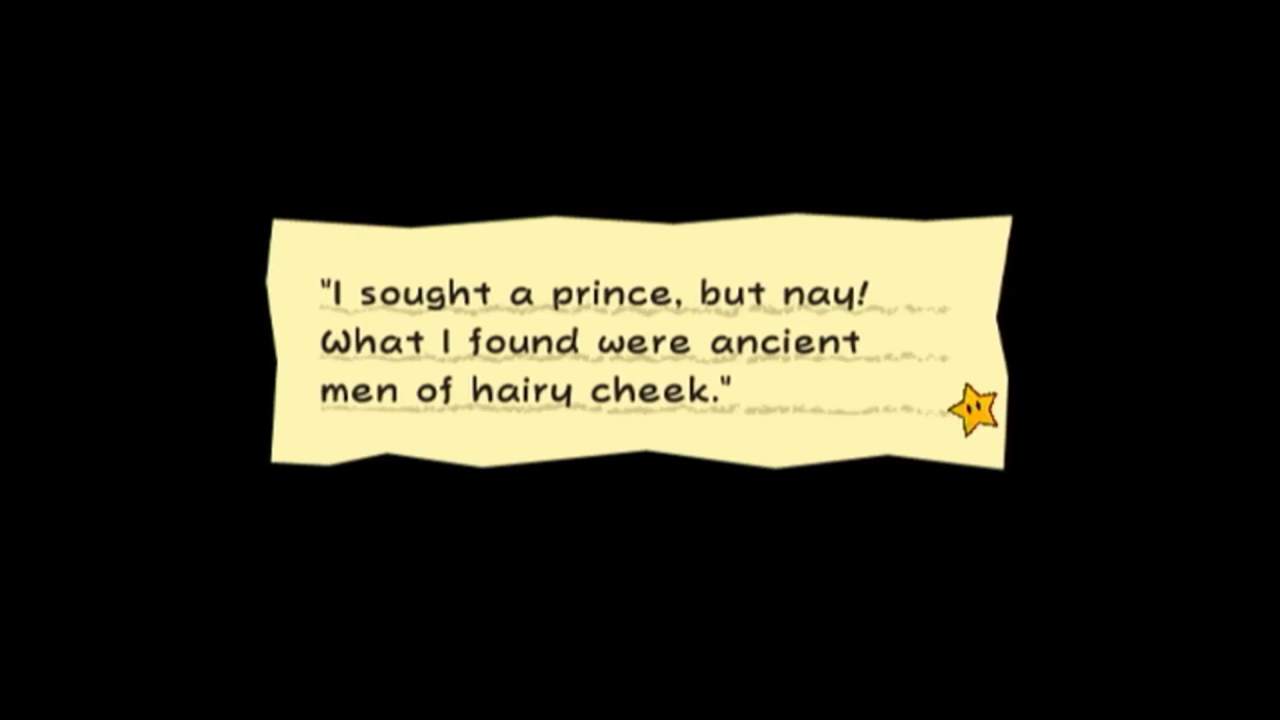 "I sought a prince, but nay!
What I found were ancient
men of hairy cheek."